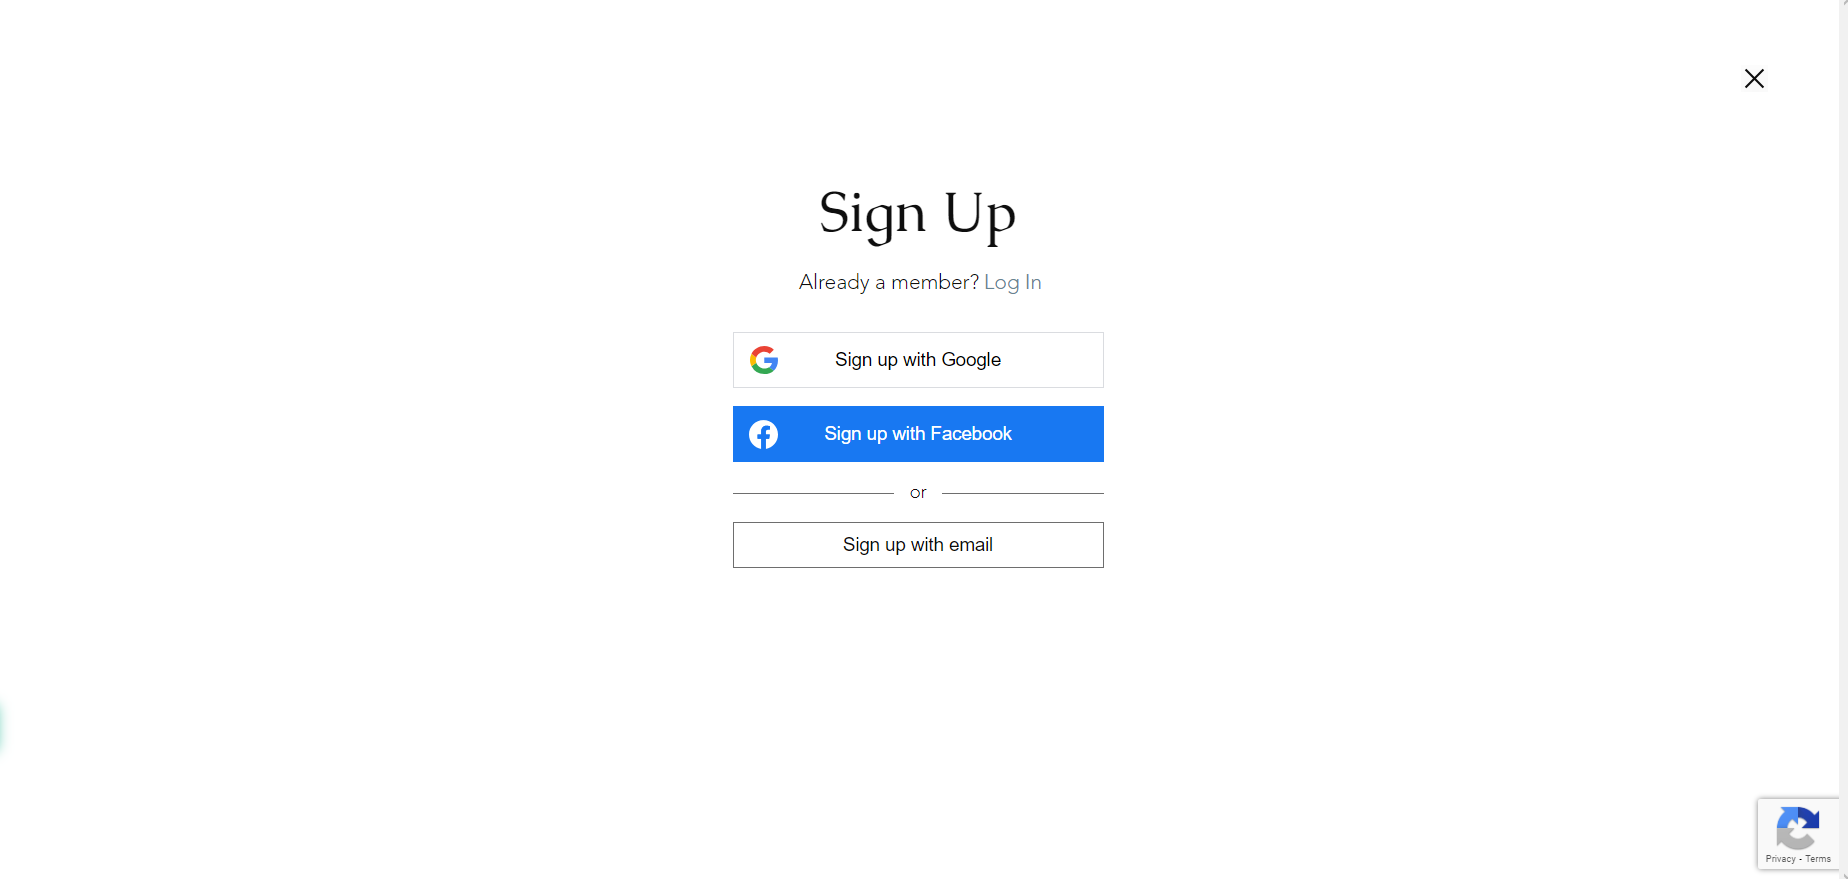 Sign Up
Already a member? Log In
Sign up with Google
Sign up with Facebook
or
Sign up with email
Privacy - Terms